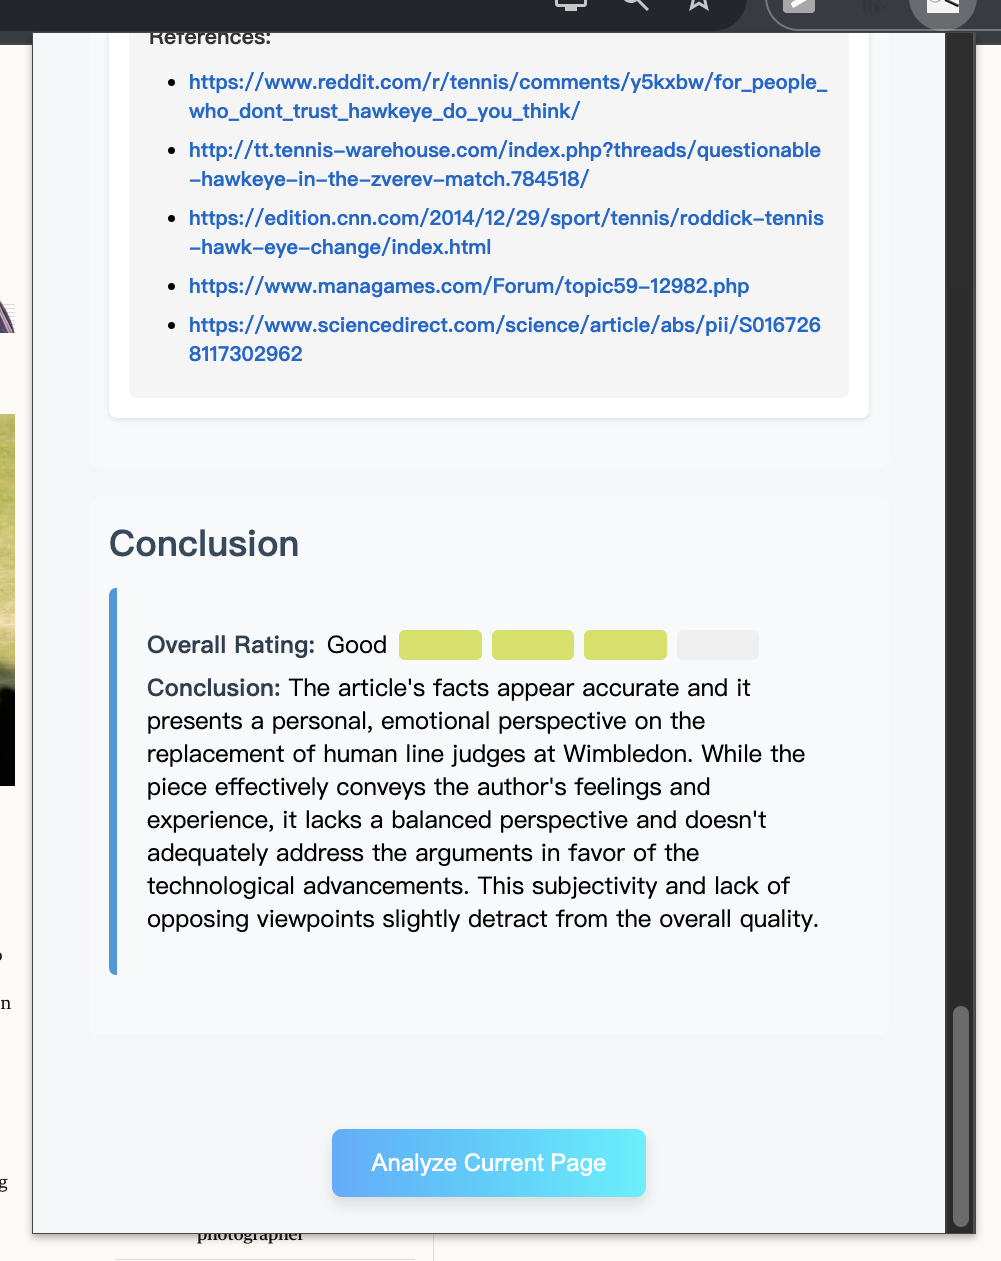 References:
https://www.reddit.com/r/tennis/comments/y5kxbw/for_people_
who_dont_trust_hawkeye_do_you_think/
http://tt.tennis-warehouse.com/index.php?threads/questionable
-hawkeye-in-the-zverev-match.784518/
https://edition.cnn.com/2014/12/29/sport/tennis/roddick-tennis
-hawk-eye-change/index.html
https://www.managames.com/Forum/topic59-12982.php
https://www.sciencedirect.com/science/article/abs/pii/S016726
8117302962
Conclusion
Overall Rating: Good
Conclusion: The article's facts appear accurate and it
presents a personal, emotional perspective on the
replacement of human line judges at Wimbledon. While the
piece effectively conveys the author's feelings and
experience, it lacks a balanced perspective and doesn't
adequately address the arguments in favor of the
technological advancements. This subjectivity and lack of
opposing viewpoints slightly detract from the overall quality.
Analyze Current Page
photographer